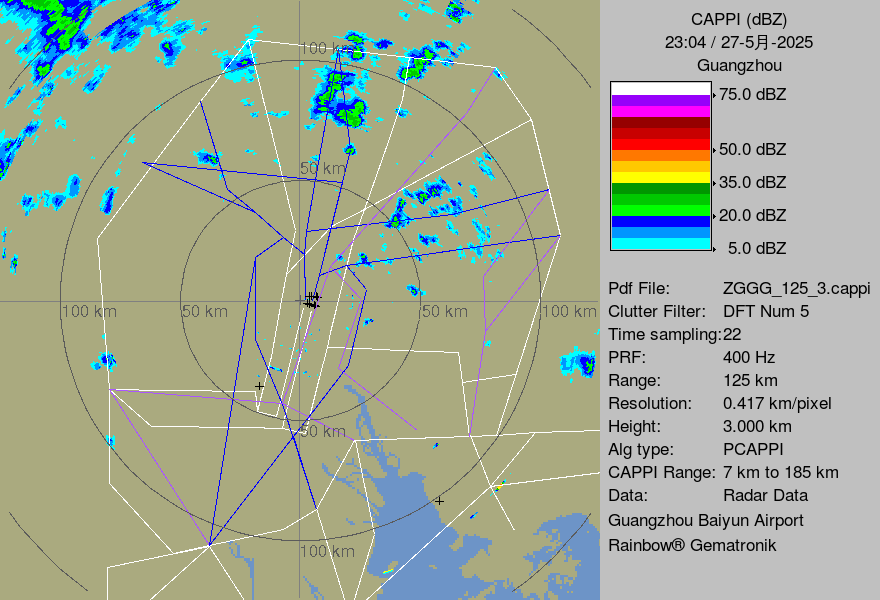 CAPPI (dBZ)
23:04 / 27-5月-2025
Guangzhou
75.0 dBZ
50.0 dBZ
35.0 dBZ
20.0 dBZ
5.0 dBZ
Pdf File: ZGGG_125_3.cappi
Clutter Filter: DFT Num 5
Time sampling:22
PRF: 400 Hz
Range: 125 km
Resolution: 0.417 km/pixel
Height: 3.000 km
Alg type: PCAPPI
CAPPI Range: 7 km to 185 km
Data: Radar Data
Guangzhou Baiyun Airport
Rainbow® Gematronik
100 km
50 km
100 km
50 km
50 km
100 km
50 km
100 km